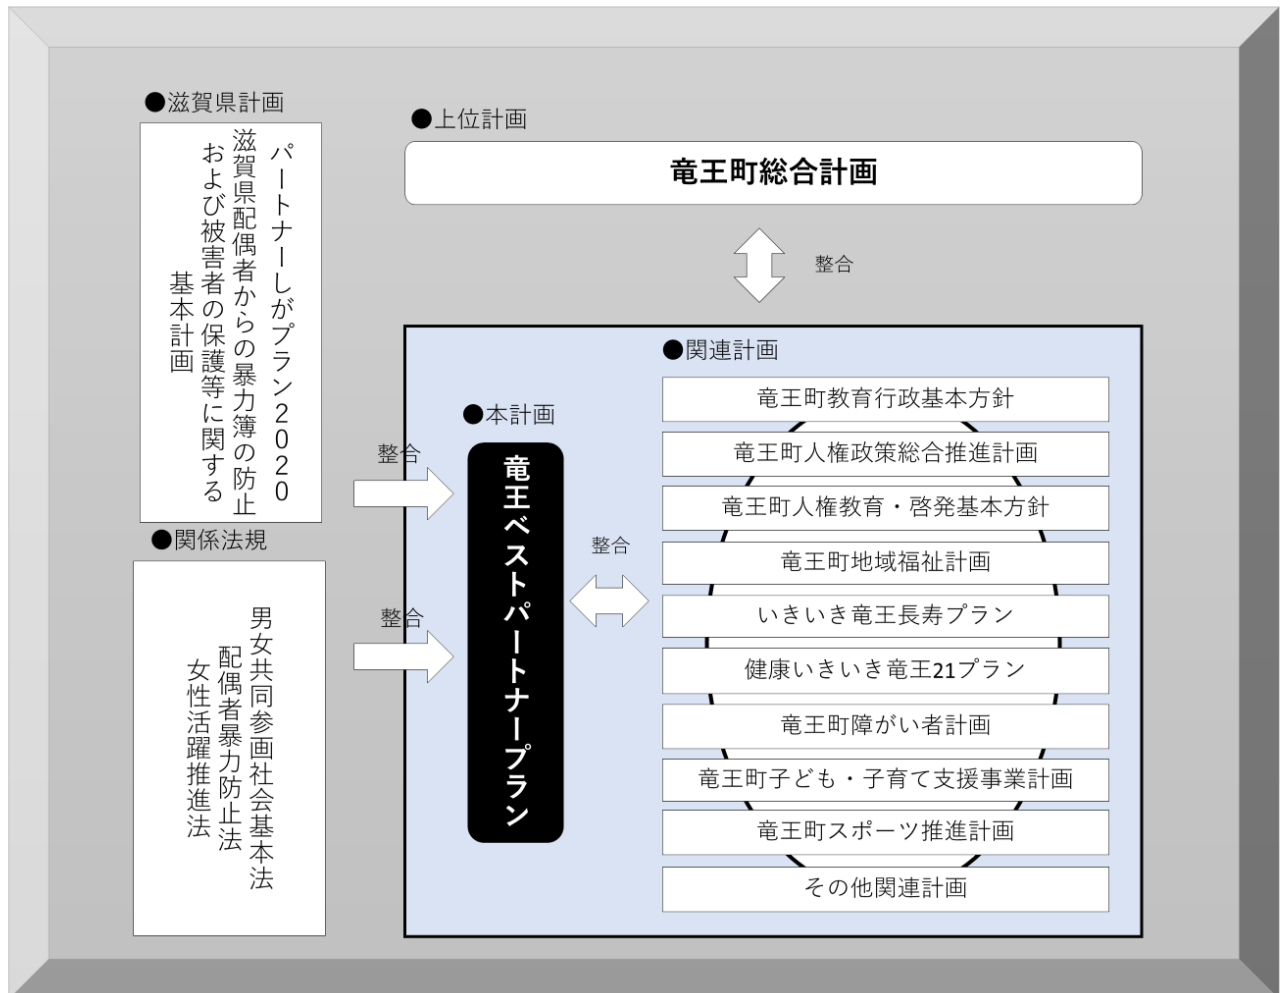 ●滋賀県計画
パートナーしがプラン2020
滋賀県配偶者からの暴力簿の防止
および被害者の保護等に関する
基本計画
●関係法規
男女共同参画社会基本法
配偶者暴力防止法
女性活躍推進法
●上位計画
竜王町総合計画
整合
整合
整合
●本計画
竜王ベストパートナープラン
整合
●関連計画
竜王町教育行政基本方針
竜王町人権政策総合推進計画
竜王町人権教育・啓発基本方針
竜王町地域福祉計画
いきいき竜王長寿プラン
健康いきいき竜王21プラン
竜王町障がい者計画
竜王町子ども・子育て支援事業計画
竜王町スポーツ推進計画
その他関連計画